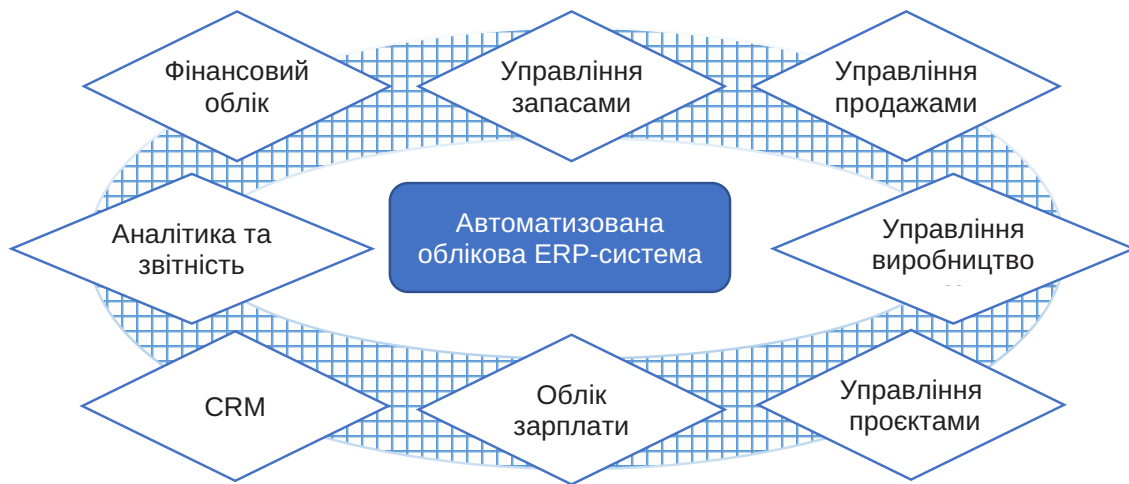 Фінансовий
облік
Управління
запасами
Управління
продажами
Аналітика та
звітність
Автоматизована
облікова ERP-система
Управління
виробництво
CRM
Облік
зарплати
Управління
проєктами